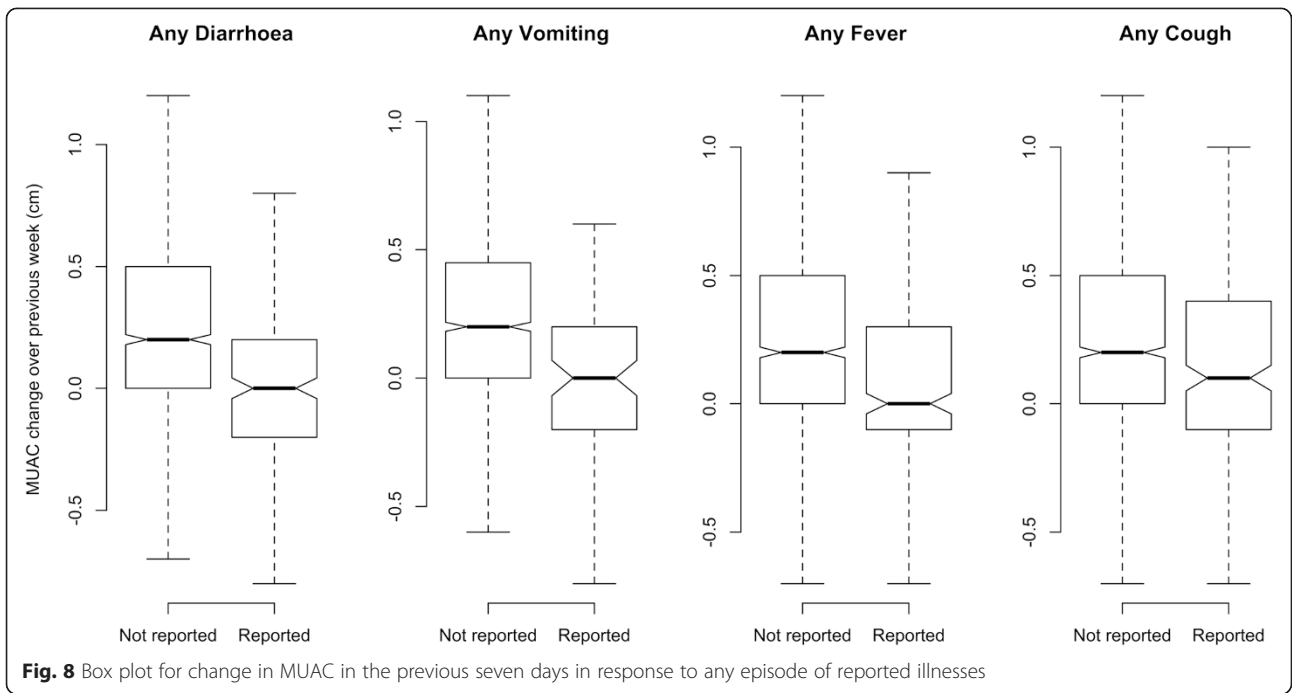 Any Diarrhoea
Any Vomiting
Any Fever
Any Cough
MUAC change over previous week (cm)
1.0
0.5
0.0
-0.5
1.0
0.5
0.0
-0.5
1.0
0.5
0.0
-0.5
1.0
0.5
0.0
-0.5
Not reported Reported
Not reported Reported
Not reported Reported
Not reported Reported
Fig. 8 Box plot for change in MUAC in the previous seven days in response to any episode of reported illnesses